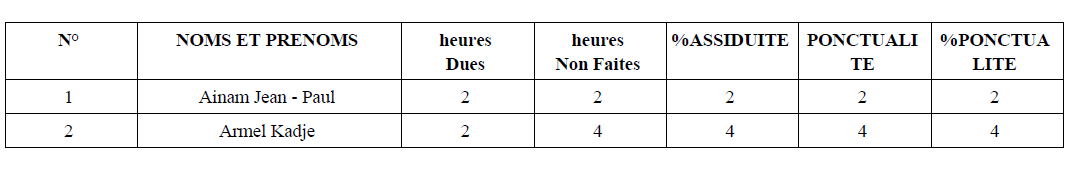 N° NOMS ET PRENOMS heures Dues heures Non Faites %ASSIDUITE PONCTUALI TE %PONCTUA LITE
1 Ainam Jean - Paul 2 2 2 2 2
2 Armel Kadje 2 4 4 4 4